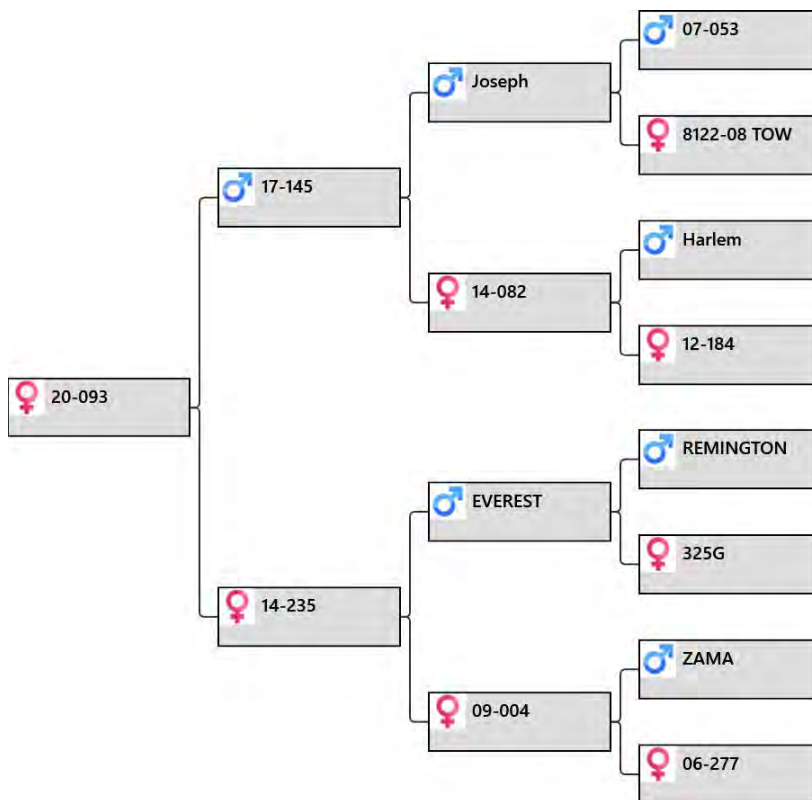 07-053
Joseph
8122-08 TOW
17-145
Harlem
14-082
12-184
20-093
REMINGTON
EVEREST
325G
14-235
ZAMA
09-004
06-277